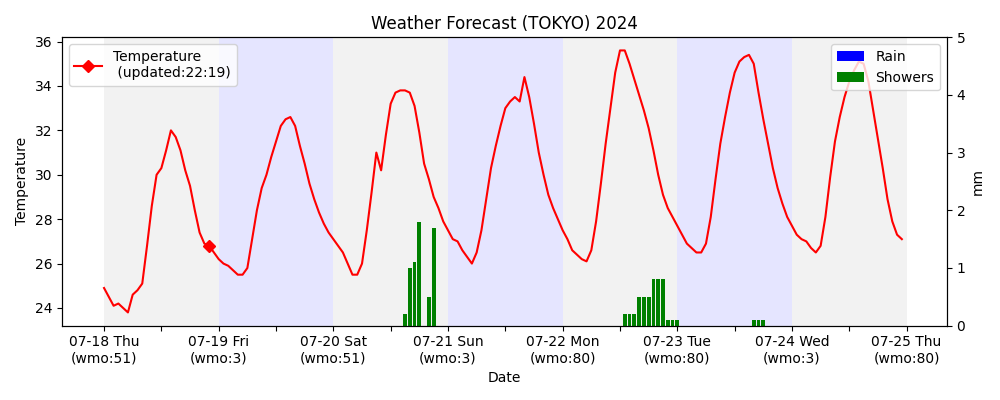 Weather Forecast (TOKYO) 2024
Temperature
(updated:22:19)
Rain
Showers
36
34
32
30
28
26
24
Temperature
5
4
3
2
1
0
mm
07-18 Thu
(wmo:51)
07-19 Fri
(wmo:3)
07-20 Sat
(wmo:51)
07-21 Sun
(wmo:3)
07-22 Mon
(wmo:80)
07-23 Tue
(wmo:80)
07-24 Wed
(wmo:3)
07-25 Thu
(wmo:80)
Date